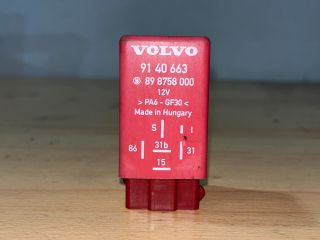 VOLVO
91 40 663
89 8758 000
12V
> PA6 - GF30 <
Made in Hungary
S I I
31b
86 31
15